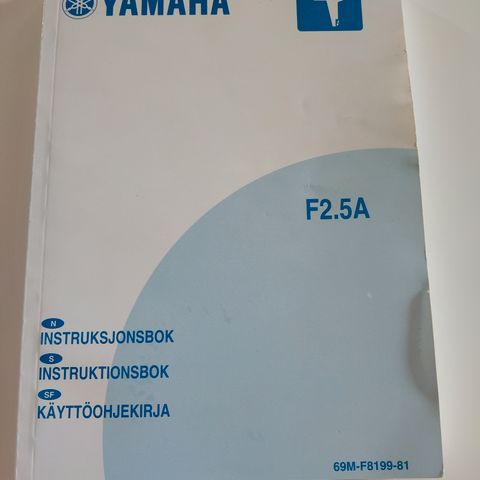 YAMAHA
F2.5A
N
INSTRUKSJONSBOK
S
INSTRUKTIONSBOK
SF
KÄYTTÖOHJEKIRJA
69M-F8199-81